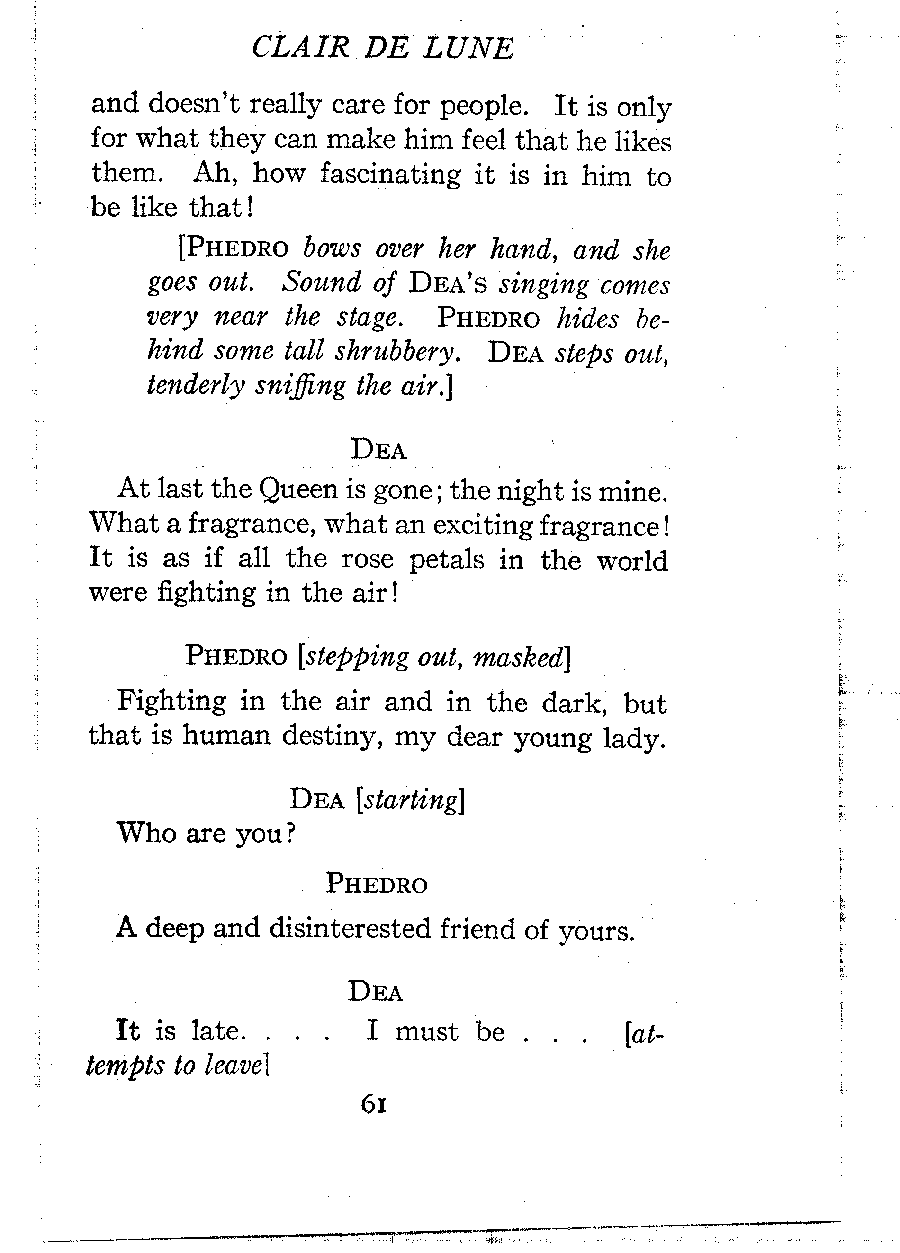 CLAIR DE LUNE
and doesn't really care for people. It is only
for what they can make him feel that he likes
them. Ah, how fascinating it is in him to
be like that!
[PHEDRO bows over her hand, and she
goes out. Sound of DEA'S singing comes
very near the stage. PHEDRO hides be-
hind some tall shrubbery. DEA steps out,
tenderly sniffing the air.]
DEA
At last the Queen is gone; the night is mine.
What a fragrance, what an exciting fragrance!
It is as if all the rose petals in the world
were fighting in the air!
PHEDRO [stepping out, masked]
Fighting in the air and in the dark, but
that is human destiny, my dear young lady.
DEA [starting]
Who are you?
PHEDRO
A deep and disinterested friend of yours.
DEA
It is late. . . . I must be . . . [at-
tempts to leave]
61